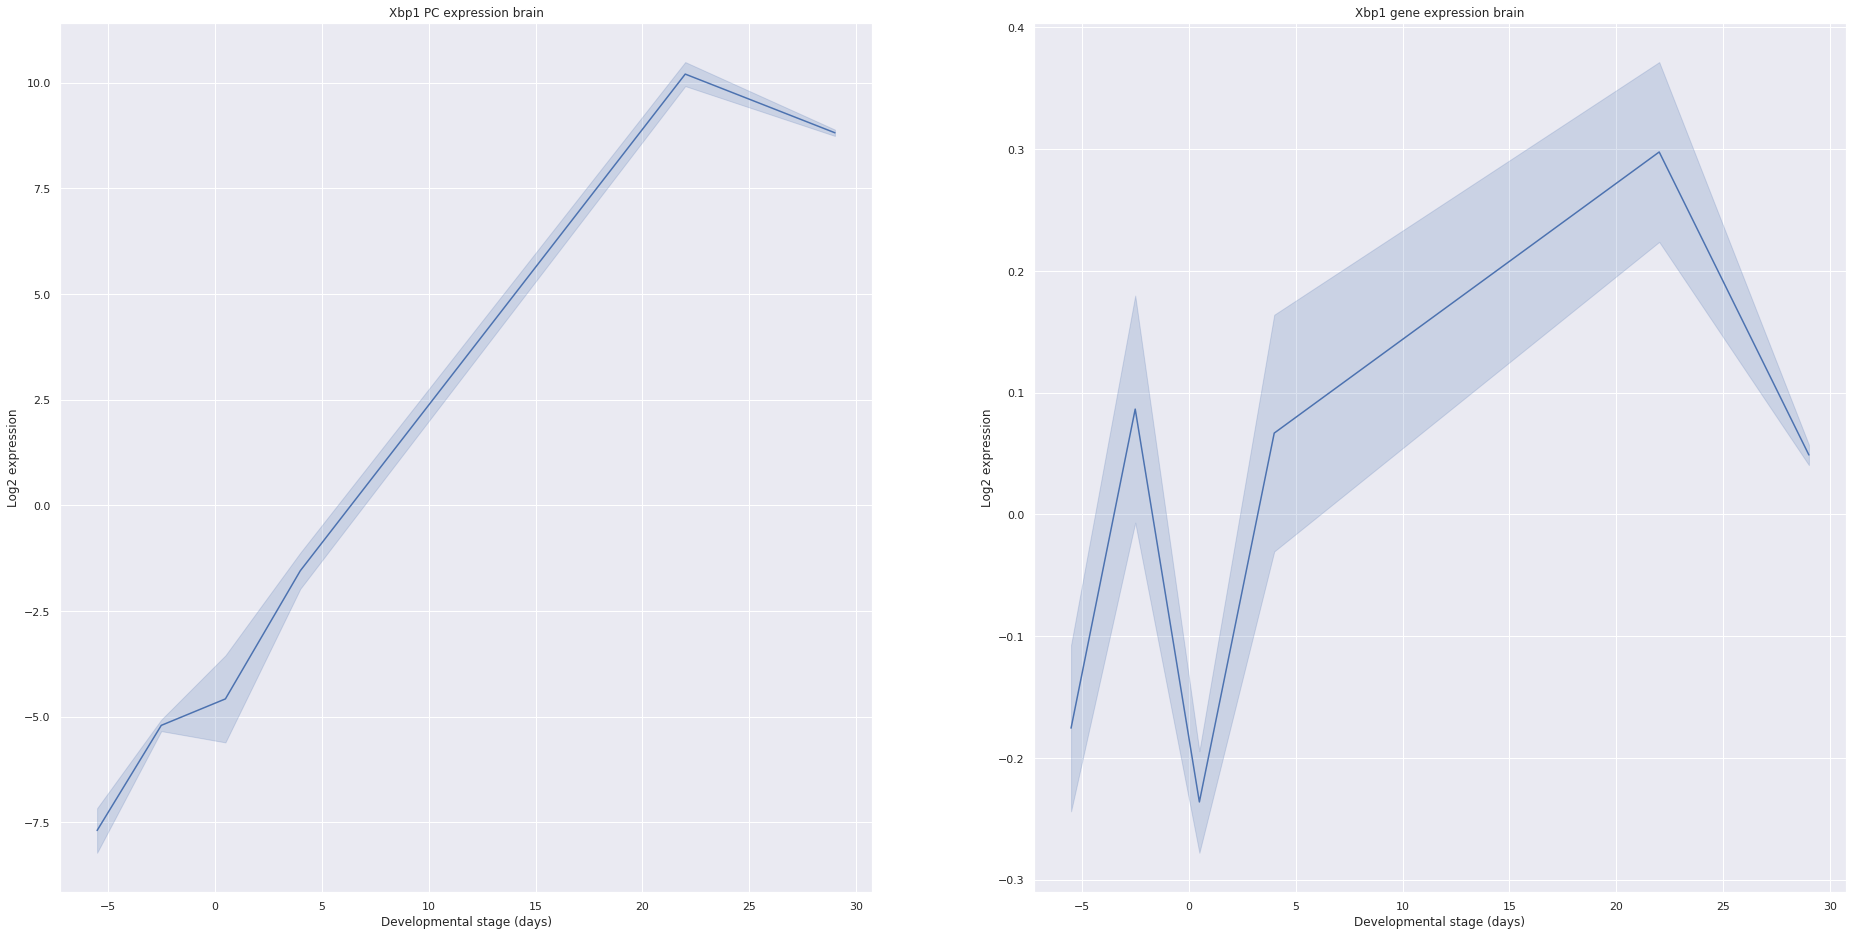 Xbp1 PC expression brain
10.0
7.5
5.0
2.5
0.0
−2.5
−5.0
−7.5
Log2 expression
−5 0 5 10 15 20 25 30
Developmental stage (days)
Xbp1 gene expression brain
0.4
0.3
0.2
0.1
0.0
−0.1
−0.2
−0.3
Log2 expression
−5 0 5 10 15 20 25 30
Developmental stage (days)